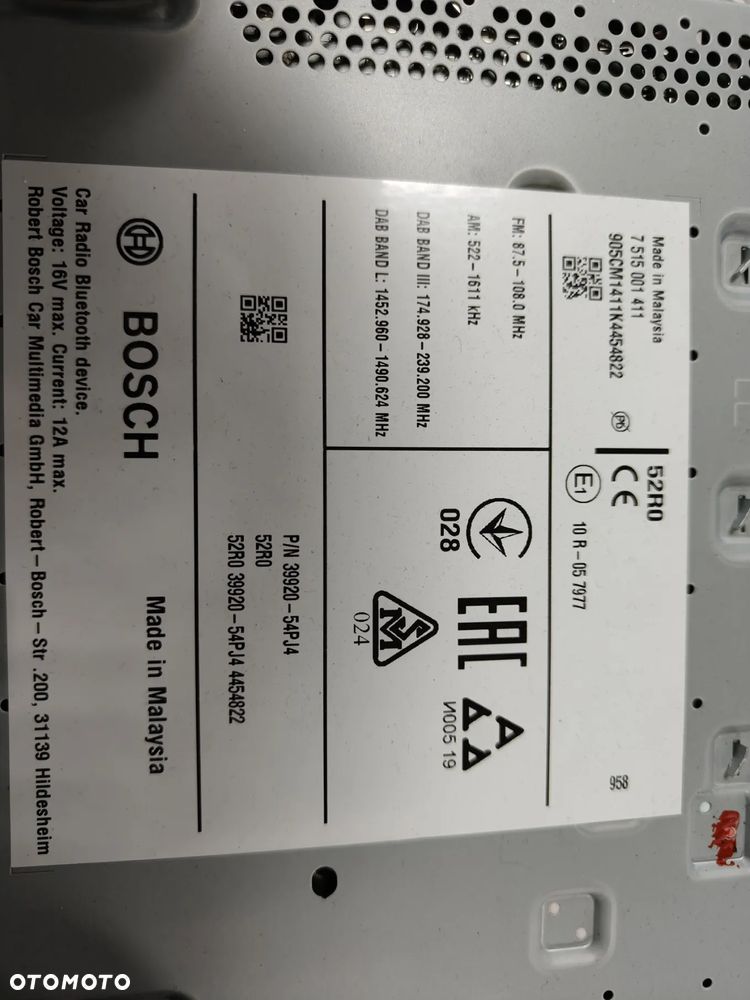 Made in Malaysia
7 515 001 411
905CM1411K4454822
Pb
52R0
CE
E1
10 R - 05 7977
958
FM: 87.5-108.0 MHz
AM: 522-1611 kHz
DAB BAND III: 174.928-239.200 MHz
DAB BAND L: 1452.960-1490.624 MHz
028
EAC
И005 19
SM
024
P/N 39920-54PJ4
52R0
52R0 39920-54PJ4 4454822
BOSCH
Made in Malaysia
Car Radio Bluetooth device.
Voltage: 16V max. Current: 12A max.
Robert Bosch Car Multimedia GmbH, Robert-Bosch-Str .200, 31139 Hildesheim
OTOMOTO